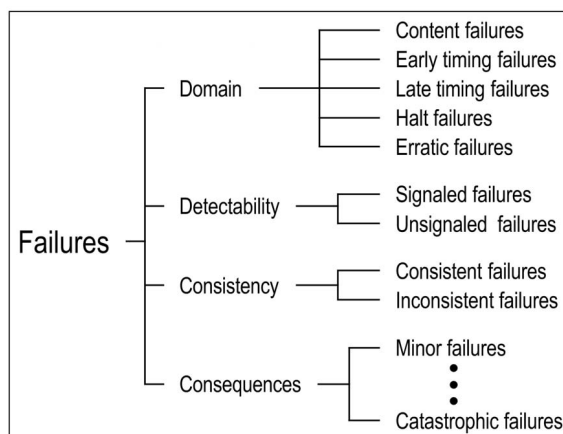 Content failures
Early timing failures
Domain
Late timing failures
Halt failures
Erratic failures
Signaled failures
Detectability
Unsignaled failures
Failures
Consistent failures
Consistency
Inconsistent failures
Minor failures
Consequences
Catastrophic failures